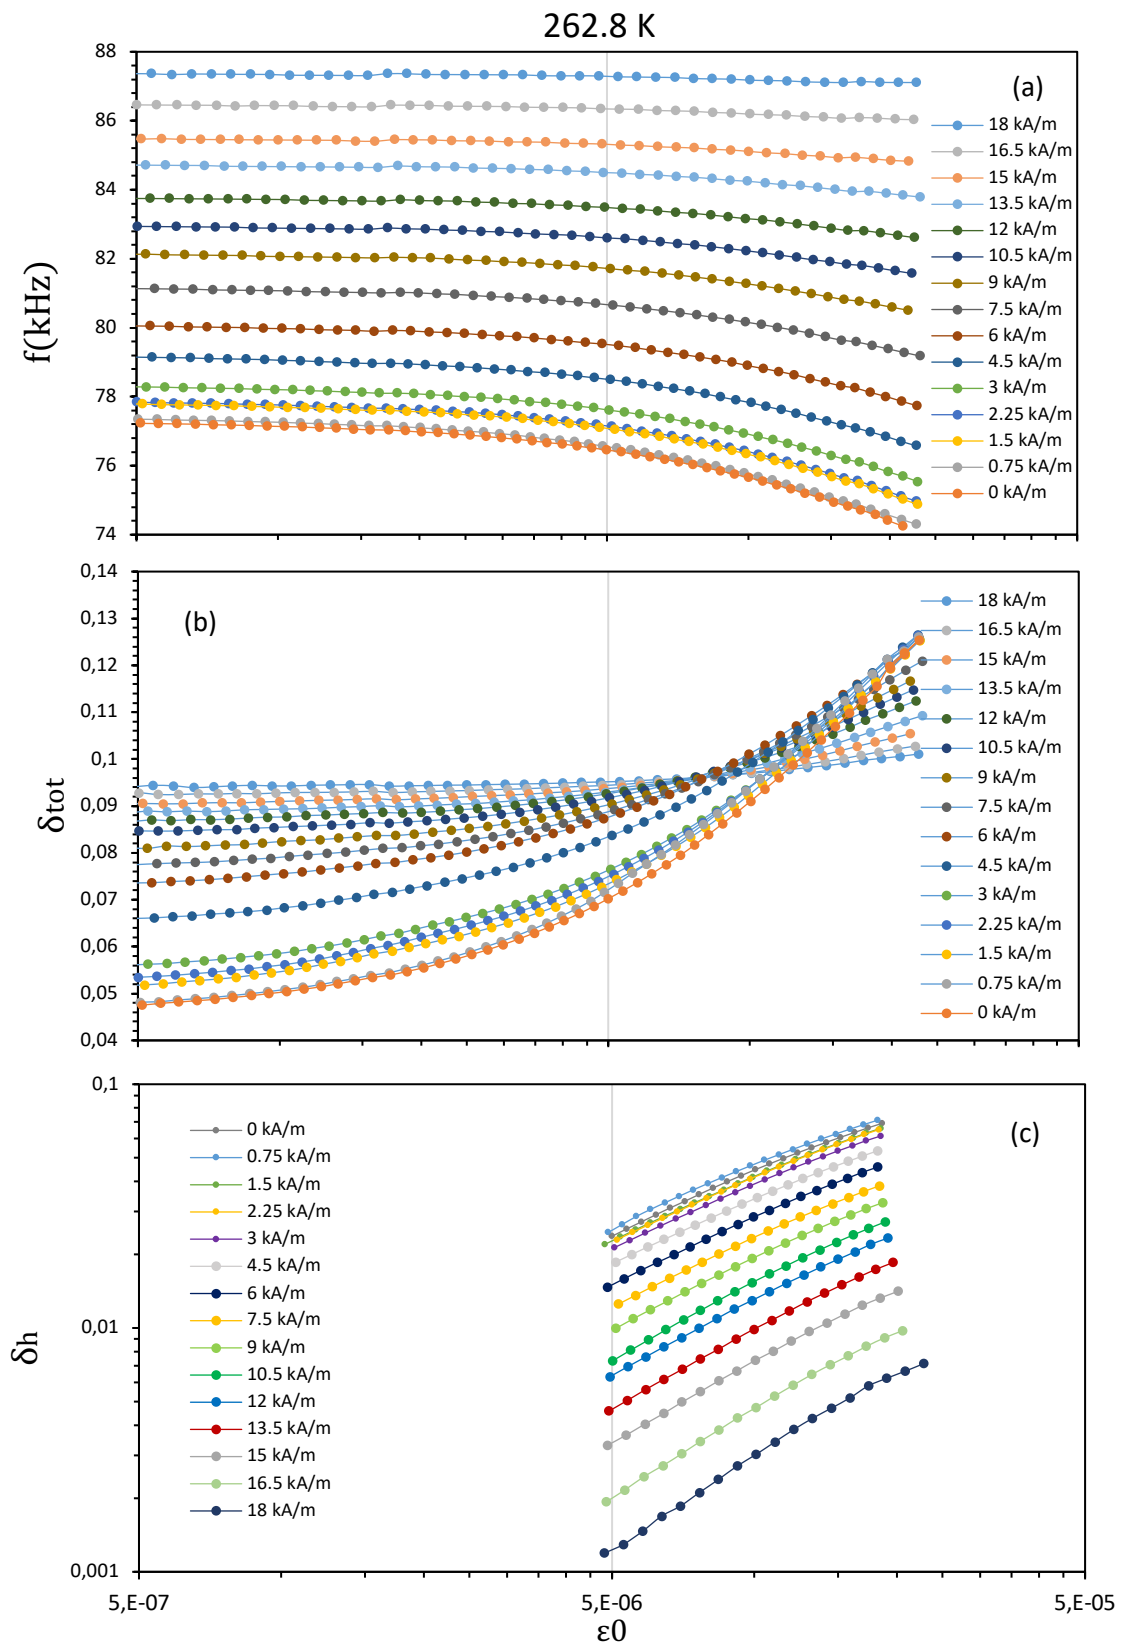 262.8 K
88
86
84
82
80
78
76
74
f(kHz)
(a)
18 kA/m
16.5 kA/m
15 kA/m
13.5 kA/m
12 kA/m
10.5 kA/m
9 kA/m
7.5 kA/m
6 kA/m
4.5 kA/m
3 kA/m
2.25 kA/m
1.5 kA/m
0.75 kA/m
0 kA/m
0,14
0,13
0,12
0,11
0,1
0,09
0,08
0,07
0,06
0,05
0,04
δtot
(b)
18 kA/m
16.5 kA/m
15 kA/m
13.5 kA/m
12 kA/m
10.5 kA/m
9 kA/m
7.5 kA/m
6 kA/m
4.5 kA/m
3 kA/m
2.25 kA/m
1.5 kA/m
0.75 kA/m
0 kA/m
0,1
0,01
0,001
δh
(c)
0 kA/m
0.75 kA/m
1.5 kA/m
2.25 kA/m
3 kA/m
4.5 kA/m
6 kA/m
7.5 kA/m
9 kA/m
10.5 kA/m
12 kA/m
13.5 kA/m
15 kA/m
16.5 kA/m
18 kA/m
5,E-07
5,E-06
5,E-05
ε0